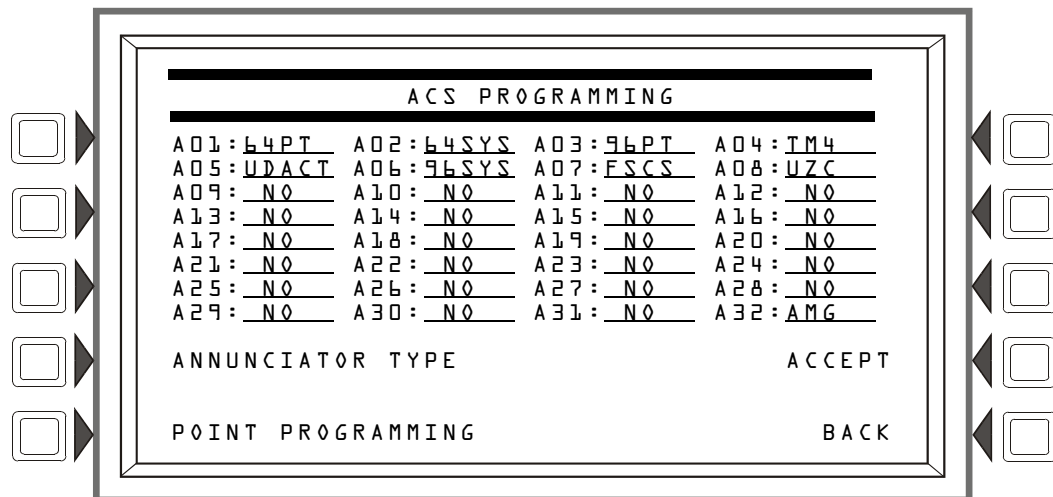 ACS PROGRAMMING
A01:64PT A02:64SYS A03:96PT A04:TM4
A05:UDACT A06:96SYS A07:FSCS A08:UZC
A09: NO A10: NO A11: NO A12: NO
A13: NO A14: NO A15: NO A16: NO
A17: NO A18: NO A19: NO A20: NO
A21: NO A22: NO A23: NO A24: NO
A25: NO A26: NO A27: NO A28: NO
A29: NO A30: NO A31: NO A32:AMG
ANNUNCIATOR TYPE ACCEPT
POINT PROGRAMMING BACK